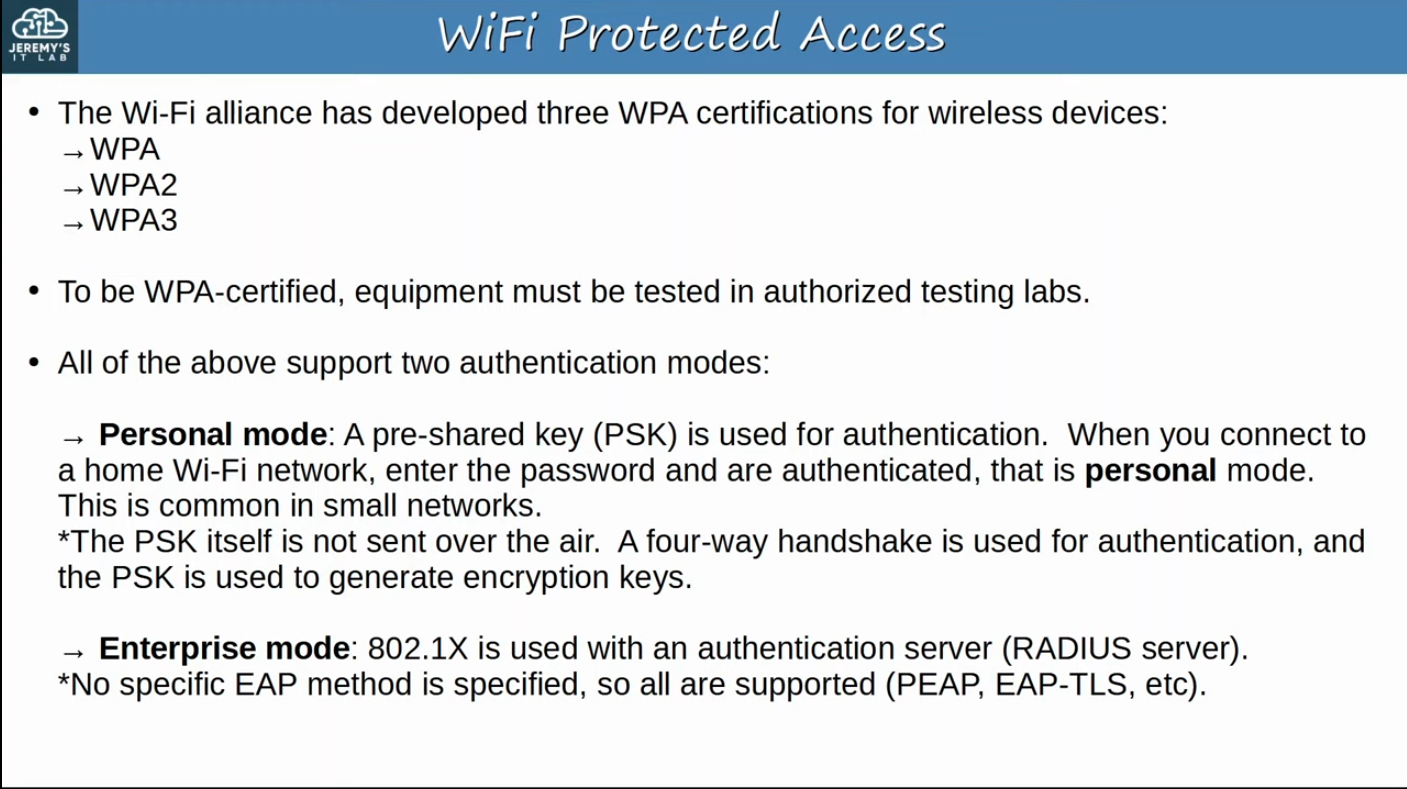 JEREMY'S
IT LAB
WiFi Protected Access
• The Wi-Fi alliance has developed three WPA certifications for wireless devices:
→WPA
→WPA2
→WPA3
• To be WPA-certified, equipment must be tested in authorized testing labs.
• All of the above support two authentication modes:
→ Personal mode: A pre-shared key (PSK) is used for authentication.  When you connect to
a home Wi-Fi network, enter the password and are authenticated, that is personal mode.
This is common in small networks.
*The PSK itself is not sent over the air.  A four-way handshake is used for authentication, and
the PSK is used to generate encryption keys.
→ Enterprise mode: 802.1X is used with an authentication server (RADIUS server).
*No specific EAP method is specified, so all are supported (PEAP, EAP-TLS, etc).